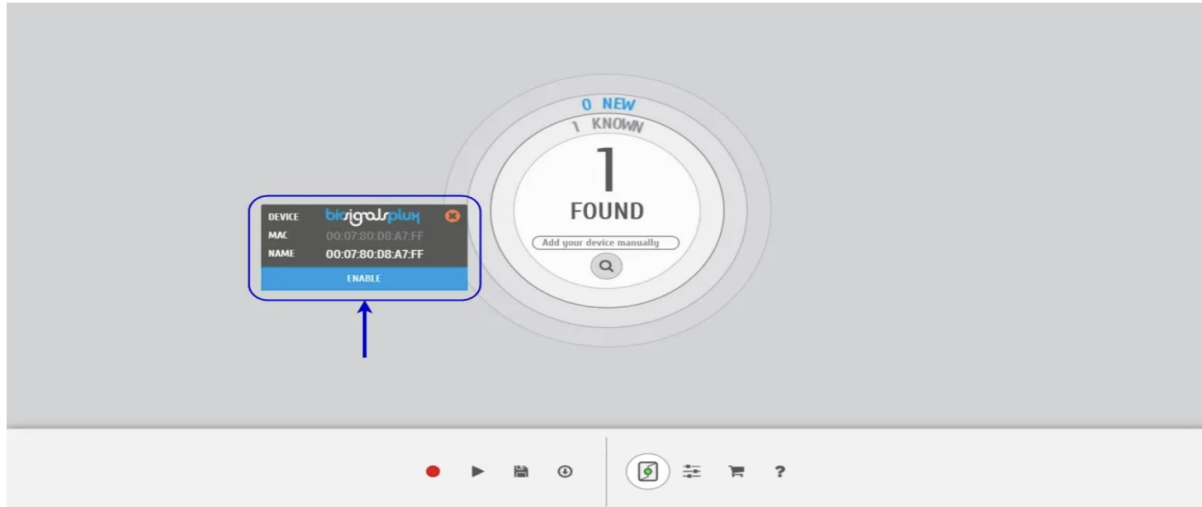 0 NEW
1 KNOWN
1
FOUND
Add your device manually
DEVICE biosignalsplux
MAC 00:07:80:D8:A7:FF
NAME 00:07:80:D8:A7:FF
ENABLE
?